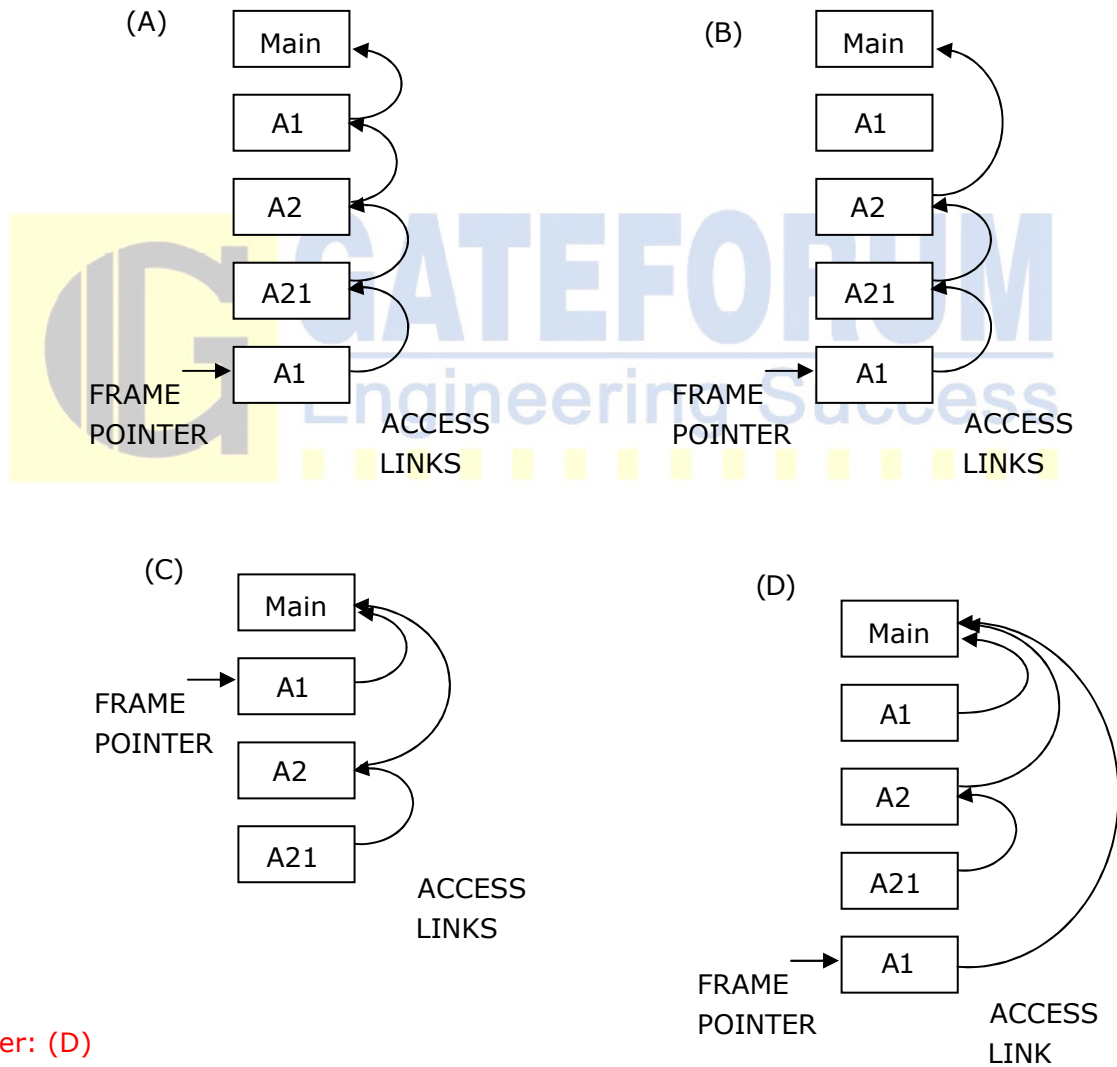 (A)
Main
A1
A2
A21
A1
FRAME
POINTER
ACCESS
LINKS
(B)
Main
A1
A2
A21
A1
FRAME
POINTER
ACCESS
LINKS
GATEFORUM
Engineering Success
(C)
Main
A1
FRAME
POINTER
A2
A21
ACCESS
LINKS
(D)
Main
A1
A2
A21
A1
FRAME
POINTER
ACCESS
LINK
er: (D)